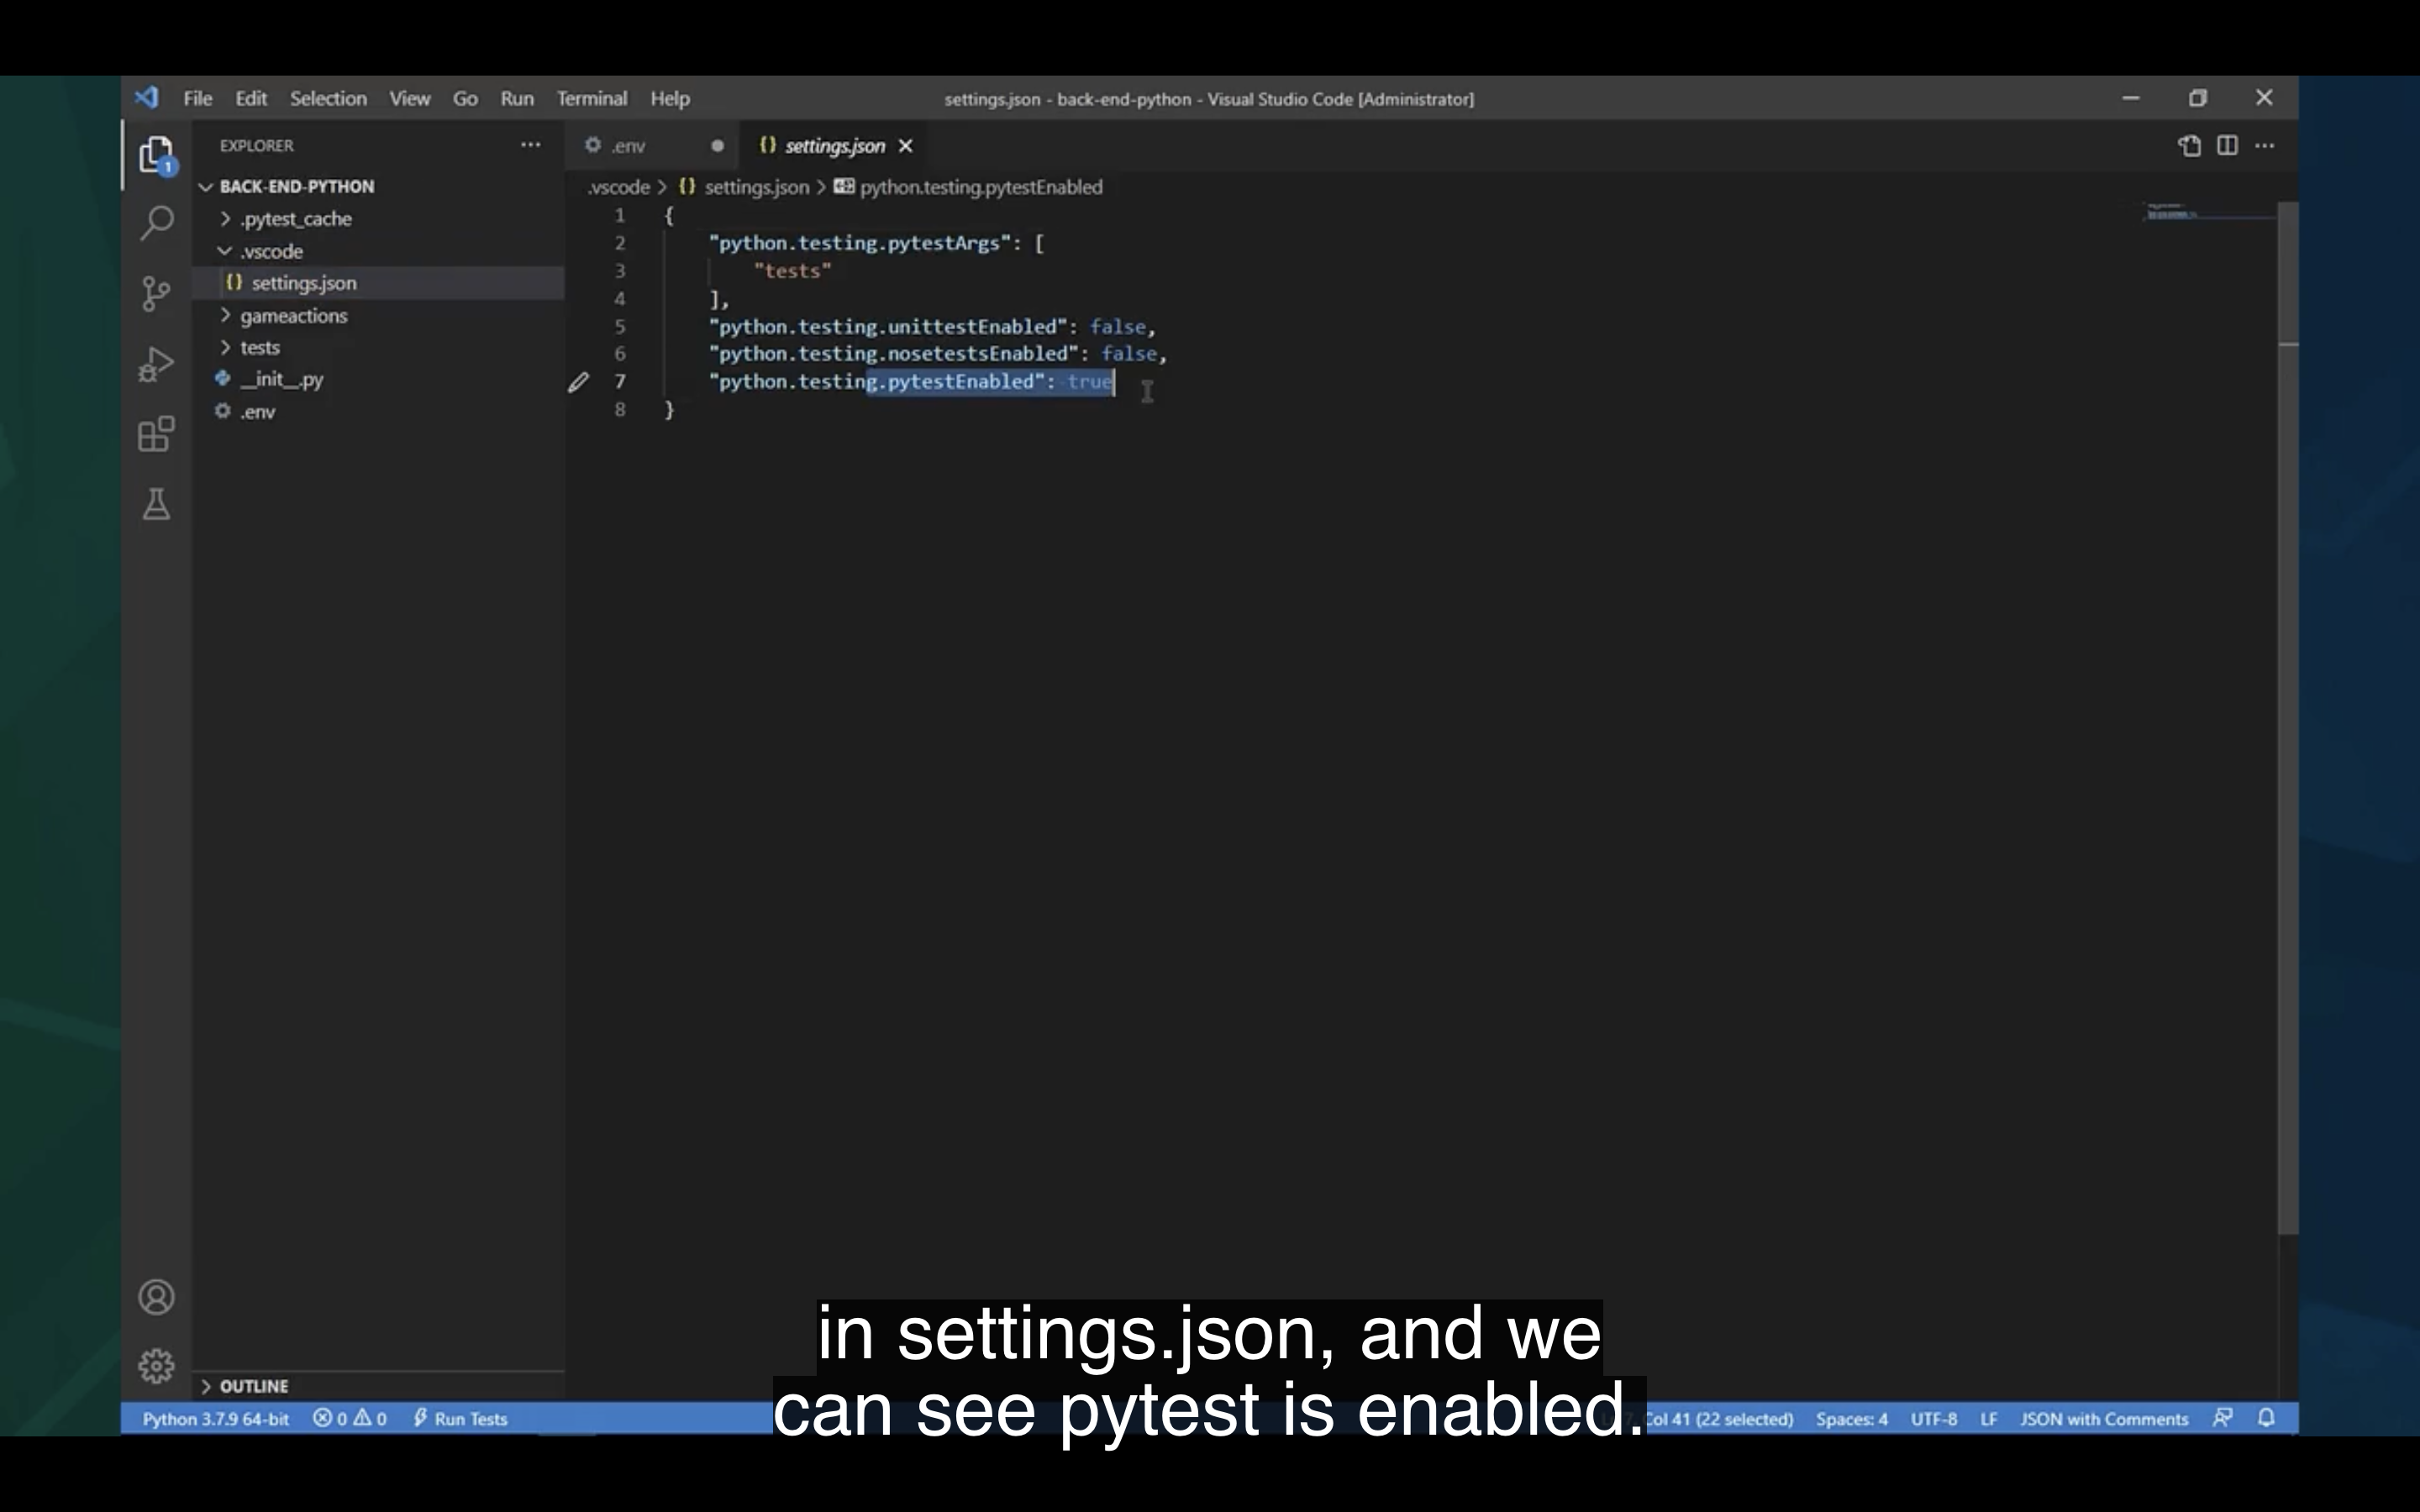 File Edit Selection View Go Run Terminal Help
settings.json - back-end-python - Visual Studio Code [Administrator]
EXPLORER
.env
settings.json
1
BACK-END-PYTHON
.vscode > {} settings.json > python.testing.pytestEnabled
.pytest_cache
.vscode
settings.json
gameactions
tests
__init__.py
.env
1 {
2 "python.testing.pytestArgs": [
3 "tests"
4 ],
5 "python.testing.unittestEnabled": false,
6 "python.testing.nosetestsEnabled": false,
7 "python.testing.pytestEnabled": true
8 }
OUTLINE
in settings.json, and we
can see pytest is enabled.
Python 3.7.9 64-bit 0 0 Run Tests
Col 41 (22 selected) Spaces: 4 UTF-8 LF JSON with Comments